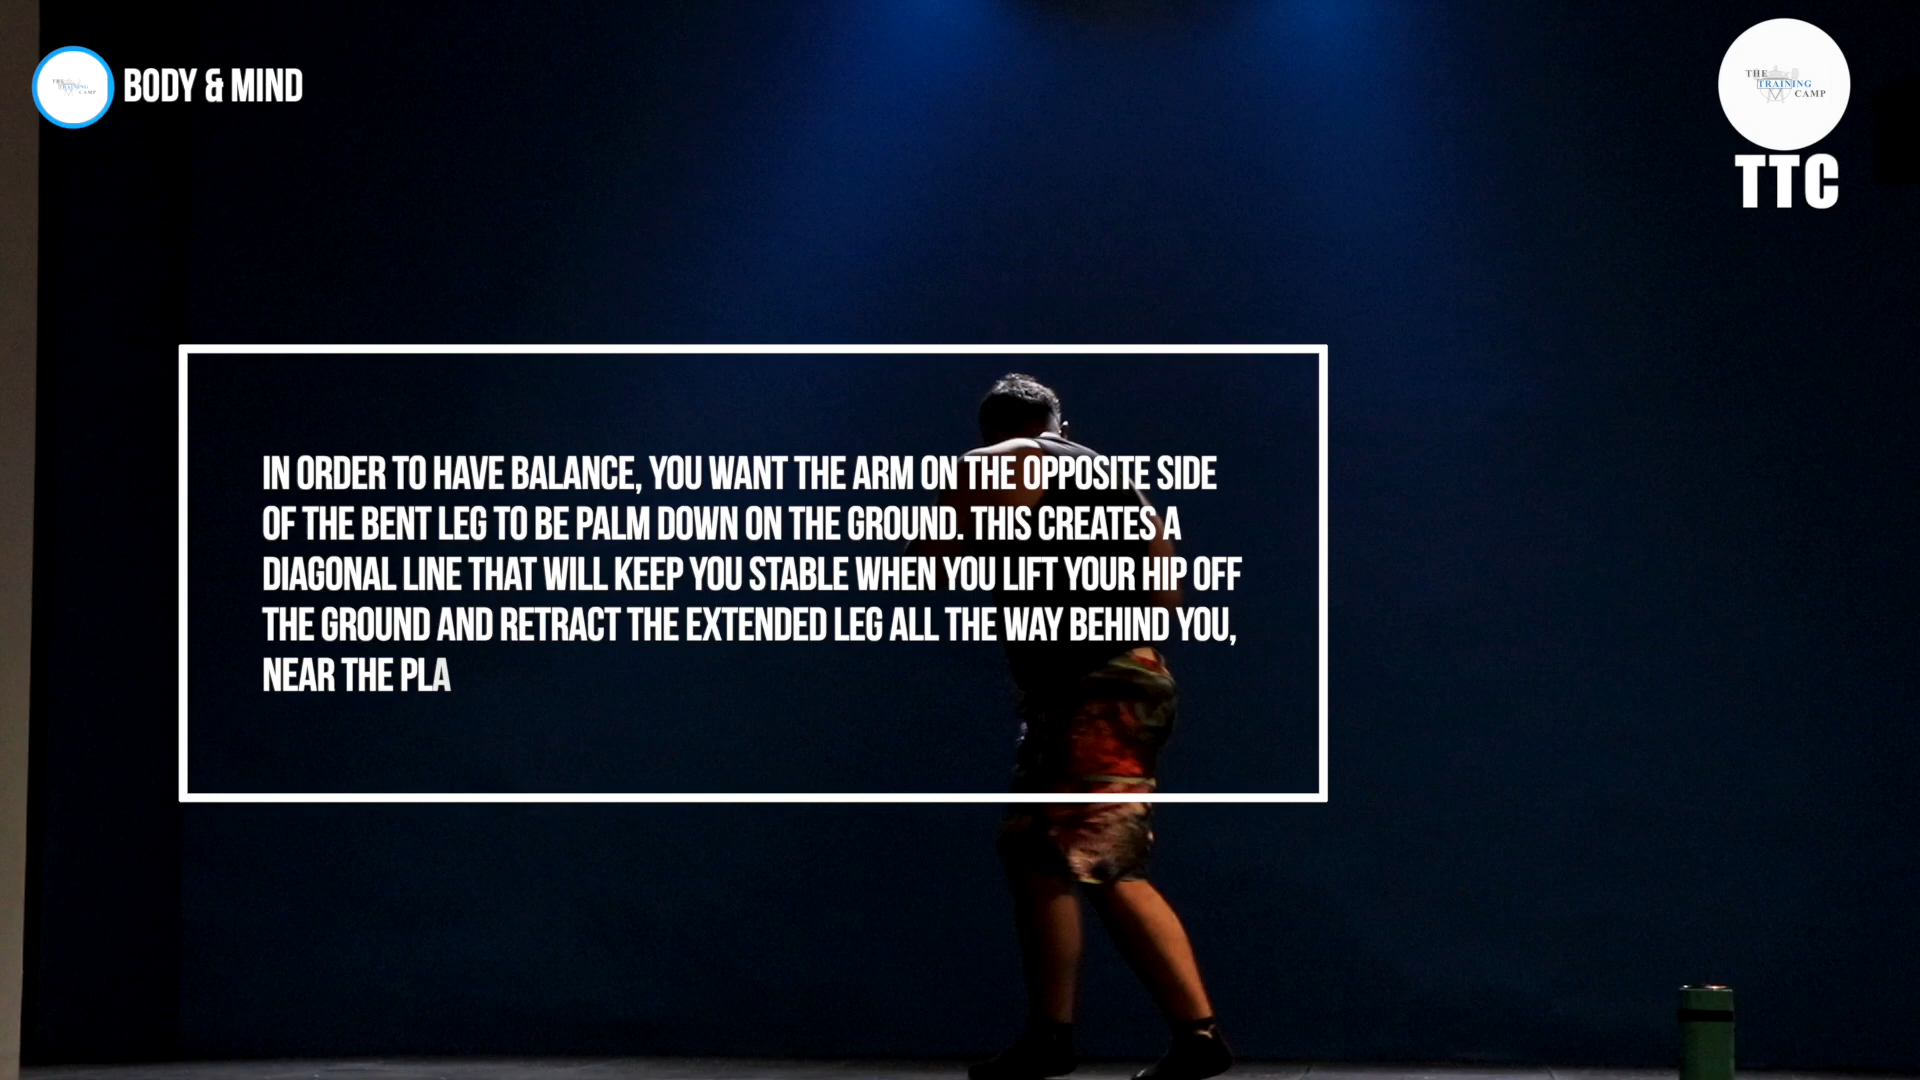 BODY & MIND
THE
TRAINING
CAMP
TTC
IN ORDER TO HAVE BALANCE, YOU WANT THE ARM ON THE OPPOSITE SIDE
OF THE BENT LEG TO BE PALM DOWN ON THE GROUND. THIS CREATES A
DIAGONAL LINE THAT WILL KEEP YOU STABLE WHEN YOU LIFT YOUR HIP OFF
THE GROUND AND RETRACT THE EXTENDED LEG ALL THE WAY BEHIND YOU,
NEAR THE PLA